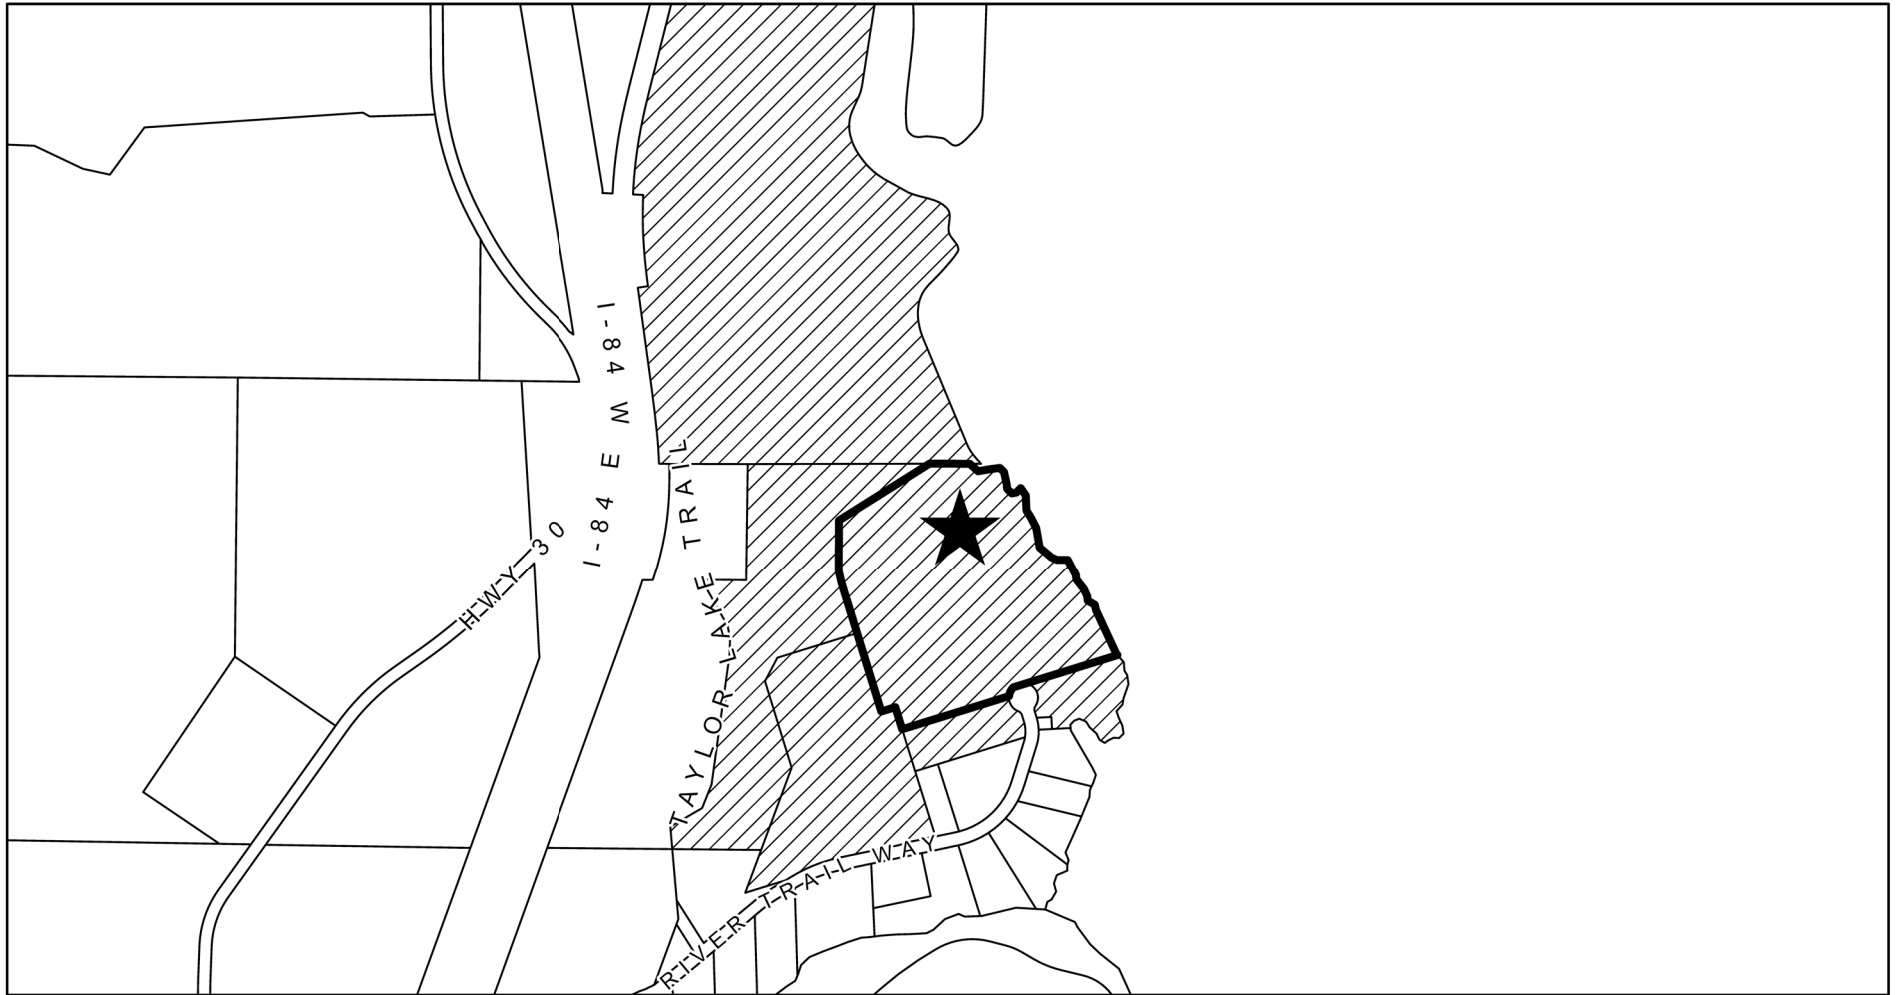 I-84 W
I-84 E
HWY 30
TAYLOR LAKE TRAIL
RIVER TRAIL WAY